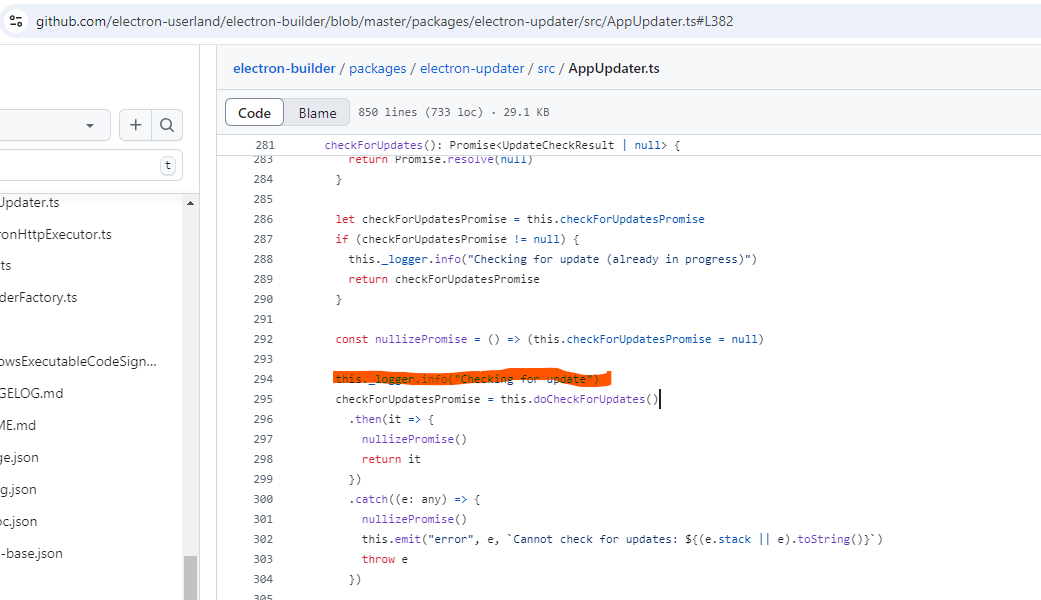 github.com/electron-userland/electron-builder/blob/master/packages/electron-updater/src/AppUpdater.ts#L382
electron-builder / packages / electron-updater / src / AppUpdater.ts
Code Blame 850 lines (733 loc) · 29.1 KB
t
Updater.ts
ronHttpExecutor.ts
ts
derFactory.ts
owsExecutableCodeSign...
GELOG.md
ME.md
ge.json
g.json
oc.json
-base.json
281 checkForUpdates(): Promise<UpdateCheckResult | null> {
283 return Promise.resolve(null)
284 }
285
286 let checkForUpdatesPromise = this.checkForUpdatesPromise
287 if (checkForUpdatesPromise != null) {
288 this._logger.info("Checking for update (already in progress)")
289 return checkForUpdatesPromise
290 }
291
292 const nullizePromise = () => (this.checkForUpdatesPromise = null)
293
294 this._logger.info("Checking for update")
295 checkForUpdatesPromise = this.doCheckForUpdates()
296 .then(it => {
297 nullizePromise()
298 return it
299 })
300 .catch((e: any) => {
301 nullizePromise()
302 this.emit("error", e, `Cannot check for updates: ${(e.stack || e).toString()}`)
303 throw e
304 })
305